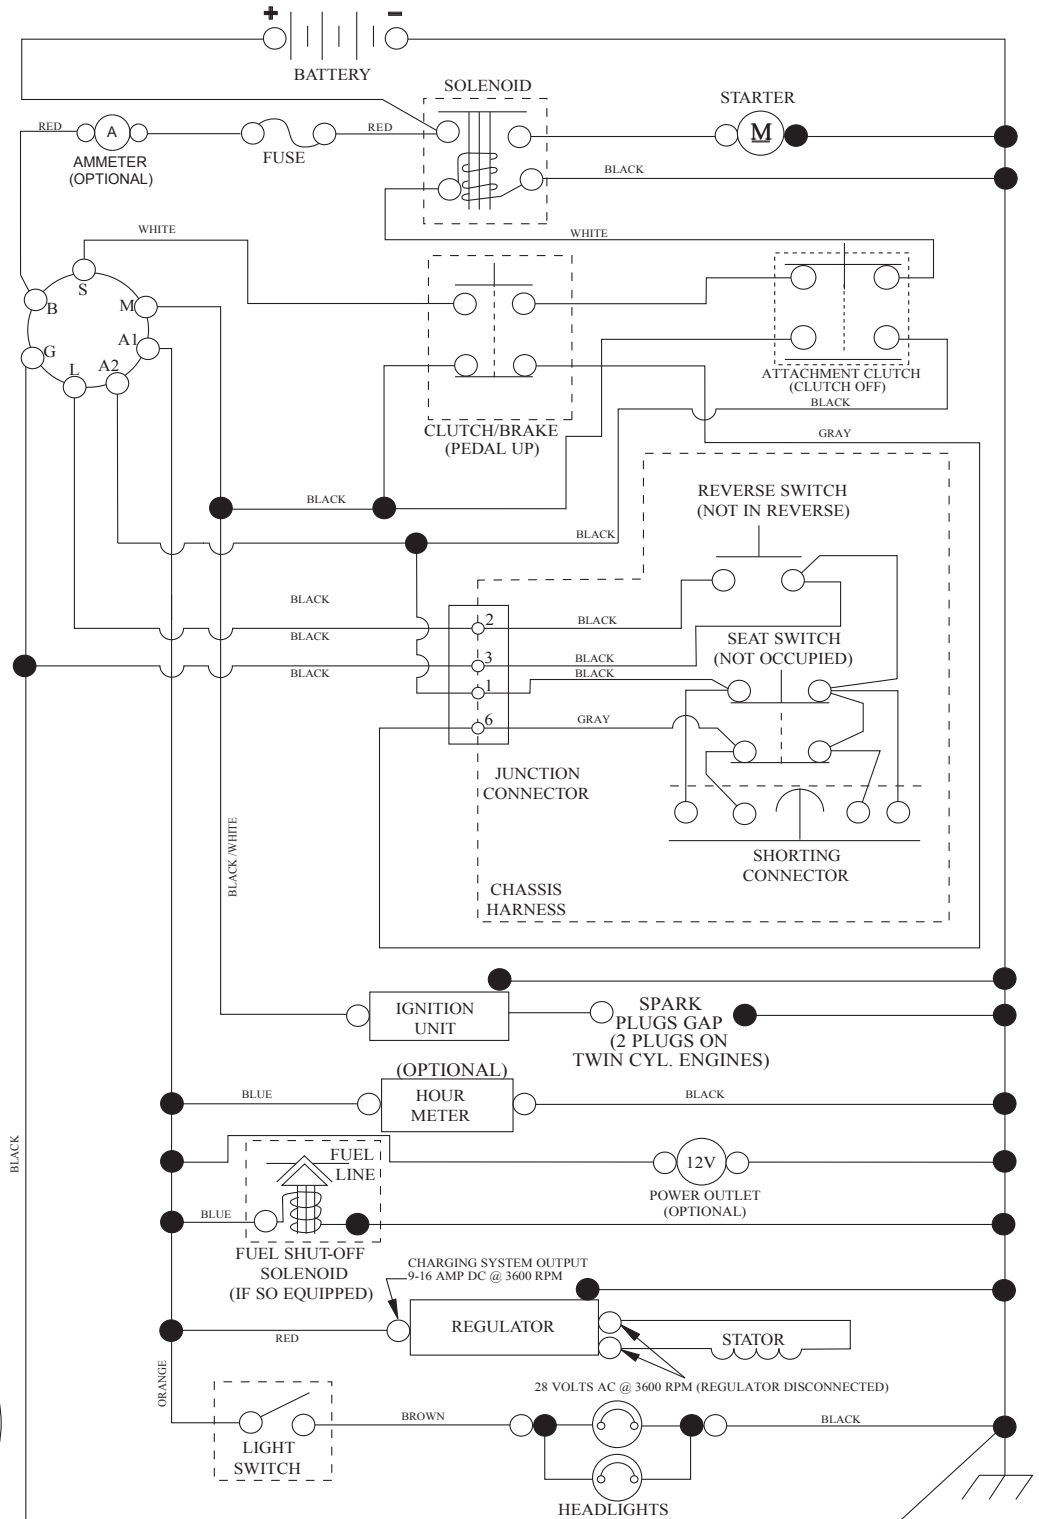 + −
BATTERY
SOLENOID
STARTER
RED
A
FUSE
RED
M
AMMETER
(OPTIONAL)
BLACK
WHITE
WHITE
S
B
M
A1
G
L
A2
ATTACHMENT CLUTCH
(CLUTCH OFF)
BLACK
CLUTCH/BRAKE
(PEDAL UP)
GRAY
REVERSE SWITCH
(NOT IN REVERSE)
BLACK
BLACK
BLACK
2
BLACK
BLACK
SEAT SWITCH
(NOT OCCUPIED)
3
BLACK
BLACK
BLACK
1
6
GRAY
JUNCTION
CONNECTOR
BLACK /WHITE
SHORTING
CONNECTOR
CHASSIS
HARNESS
IGNITION
UNIT
SPARK
PLUGS GAP
(2 PLUGS ON
TWIN CYL. ENGINES)
(OPTIONAL)
HOUR
METER
BLUE
BLACK
BLACK
FUEL
LINE
12V
POWER OUTLET
(OPTIONAL)
BLUE
FUEL SHUT-OFF
SOLENOID
(IF SO EQUIPPED)
CHARGING SYSTEM OUTPUT
9-16 AMP DC @ 3600 RPM
REGULATOR
STATOR
RED
ORANGE
28 VOLTS AC @ 3600 RPM (REGULATOR DISCONNECTED)
BROWN
BLACK
LIGHT
SWITCH
HEADLIGHTS